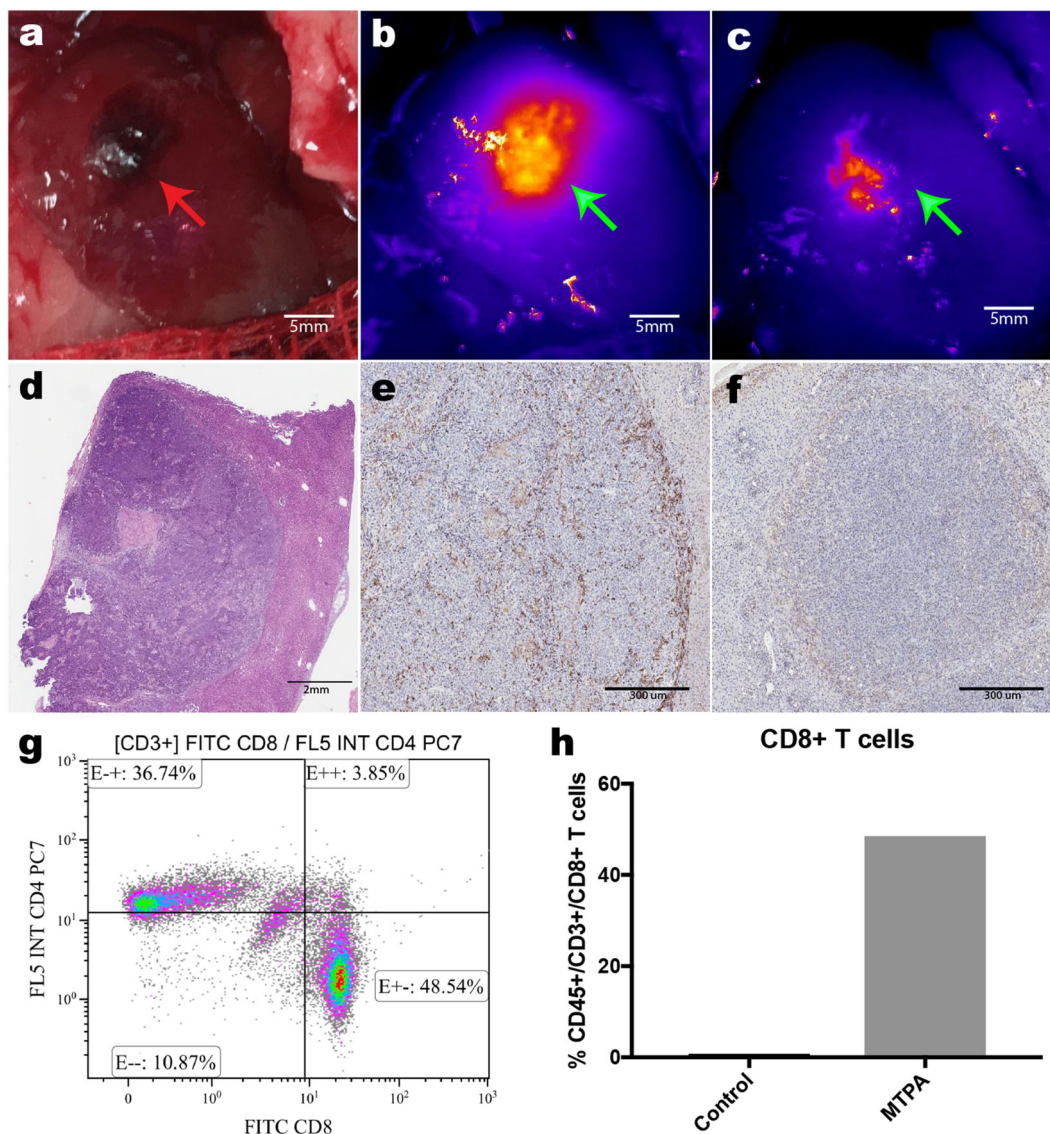 a
b
c
5mm
5mm
5mm
d
e
f
2mm
300 um
300 um
g
[CD3+] FITC CD8 / FL5 INT CD4 PC7
E-+: 36.74%
E++: 3.85%
10³
10²
10¹
10⁰
FL5 INT CD4 PC7
E+-: 48.54%
E--: 10.87%
0
10⁰
10¹
10²
10³
FITC CD8
h
CD8+ T cells
% CD45+/CD3+/CD8+ T cells
60
40
20
0
Control
MTPA